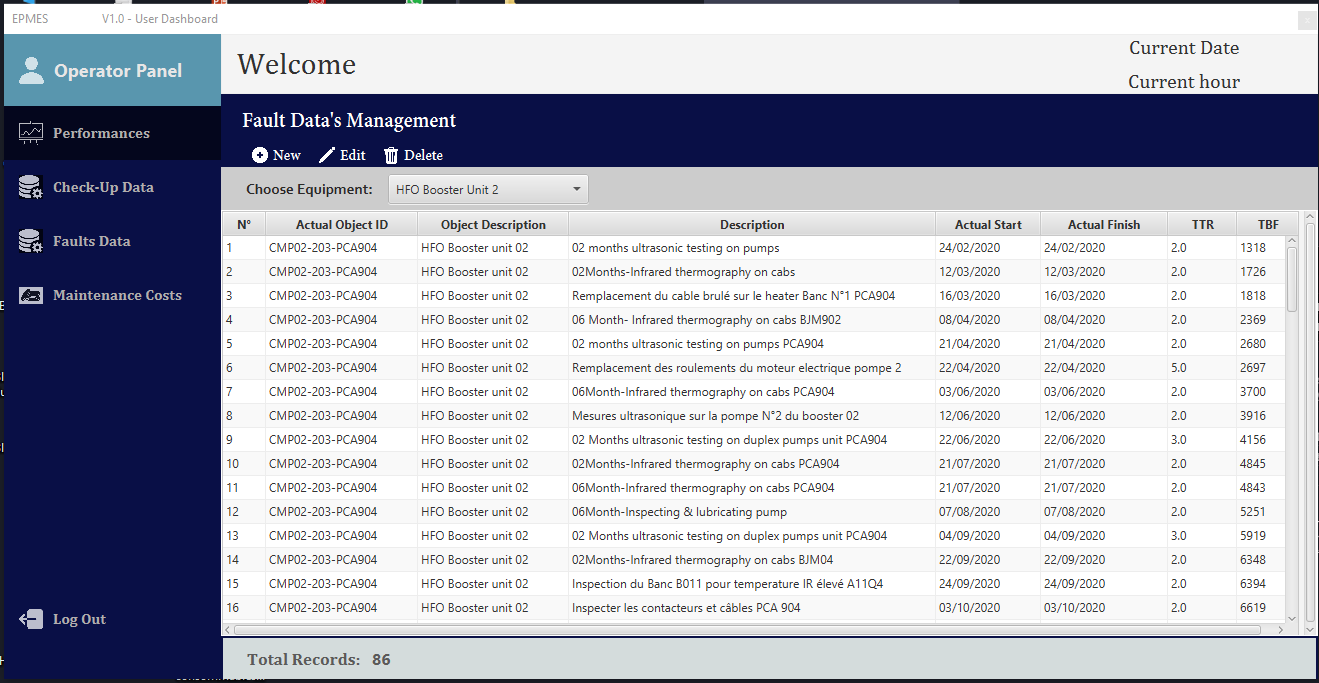 EPMES V1.0 - User Dashboard
Operator Panel
Welcome
Current Date
Current hour
Performances
Check-Up Data
Faults Data
Maintenance Costs
Log Out
Fault Data's Management
New Edit Delete
Choose Equipment: HFO Booster Unit 2
N° Actual Object ID Object Description Description Actual Start Actual Finish TTR TBF
1 CMP02-203-PCA904 HFO Booster unit 02 02 months ultrasonic testing on pumps 24/02/2020 24/02/2020 2.0 1318
2 CMP02-203-PCA904 HFO Booster unit 02 02Months-Infrared thermography on cabs 12/03/2020 12/03/2020 2.0 1726
3 CMP02-203-PCA904 HFO Booster unit 02 Remplacement du cable brulé sur le heater Banc N°1 PCA904 16/03/2020 16/03/2020 2.0 1818
4 CMP02-203-PCA904 HFO Booster unit 02 06 Month- Infrared thermography on cabs BJM902 08/04/2020 08/04/2020 2.0 2369
5 CMP02-203-PCA904 HFO Booster unit 02 02 months ultrasonic testing on pumps PCA904 21/04/2020 21/04/2020 2.0 2680
6 CMP02-203-PCA904 HFO Booster unit 02 Remplacement des roulements du moteur electrique pompe 2 22/04/2020 22/04/2020 5.0 2697
7 CMP02-203-PCA904 HFO Booster unit 02 06Month-Infrared thermography on cabs PCA904 03/06/2020 03/06/2020 2.0 3700
8 CMP02-203-PCA904 HFO Booster unit 02 Mesures ultrasonique sur la pompe N°2 du booster 02 12/06/2020 12/06/2020 2.0 3916
9 CMP02-203-PCA904 HFO Booster unit 02 02 Months ultrasonic testing on duplex pumps unit PCA904 22/06/2020 22/06/2020 3.0 4156
10 CMP02-203-PCA904 HFO Booster unit 02 02Months-Infrared thermography on cabs PCA904 21/07/2020 21/07/2020 2.0 4845
11 CMP02-203-PCA904 HFO Booster unit 02 06Month-Infrared thermography on cabs PCA904 21/07/2020 21/07/2020 2.0 4843
12 CMP02-203-PCA904 HFO Booster unit 02 06Month-Inspecting & lubricating pump 07/08/2020 07/08/2020 2.0 5251
13 CMP02-203-PCA904 HFO Booster unit 02 02 Months ultrasonic testing on duplex pumps unit PCA904 04/09/2020 04/09/2020 3.0 5919
14 CMP02-203-PCA904 HFO Booster unit 02 02Months-Infrared thermography on cabs BJM04 22/09/2020 22/09/2020 2.0 6348
15 CMP02-203-PCA904 HFO Booster unit 02 Inspection du Banc B011 pour temperature IR élevé A11Q4 24/09/2020 24/09/2020 2.0 6394
16 CMP02-203-PCA904 HFO Booster unit 02 Inspecter les contacteurs et câbles PCA 904 03/10/2020 03/10/2020 2.0 6619
Total Records: 86